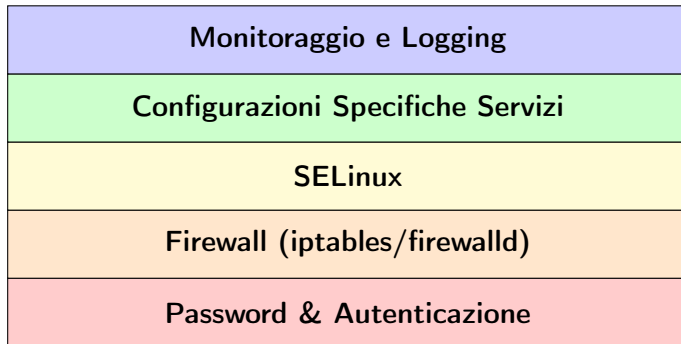 Monitoraggio e Logging
Configurazioni Specifiche Servizi
SELinux
Firewall (iptables/firewalld)
Password & Autenticazione